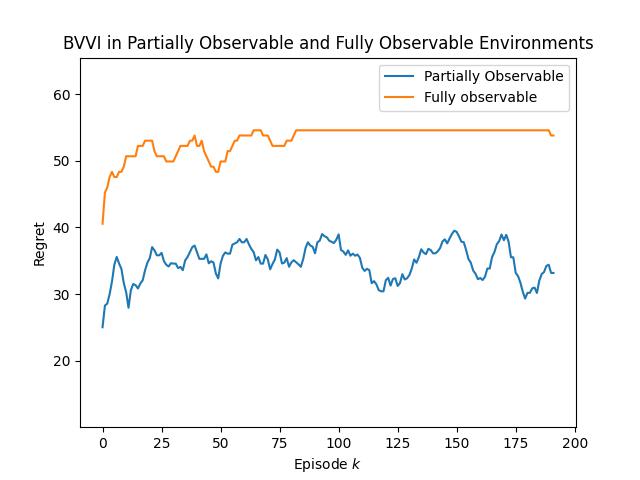 BVVI in Partially Observable and Fully Observable Environments
Partially Observable
Fully observable
60
50
40
30
20
Regret
0 25 50 75 100 125 150 175 200
Episode k